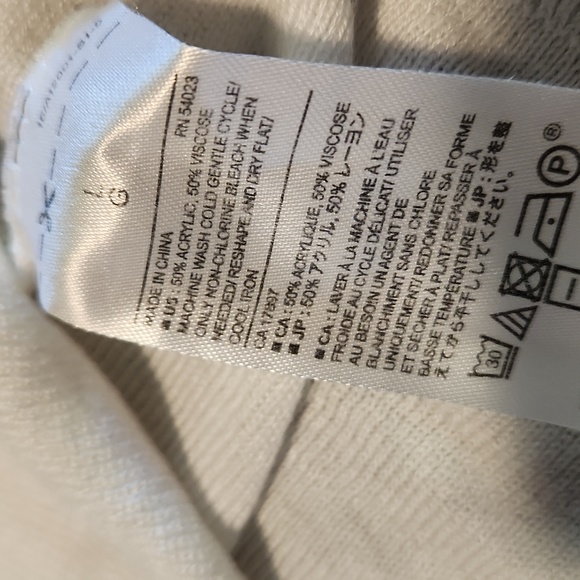 L
G
RN 54023
MADE IN CHINA
■ US: 50% ACRYLIC, 50% VISCOSE
MACHINE WASH COLD GENTLE CYCLE/
ONLY NON-CHLORINE BLEACH WHEN
NEEDED/ RESHAPE AND DRY FLAT/
COOL IRON
CA 17897
■ CA : 50% ACRYLIQUE, 50% VISCOSE
■ JP : 50% アクリル, 50% レーヨン
■ CA : LAVER À LA MACHINE À L'EAU
FROIDE AU CYCLE DÉLICAT/ UTILISER
AU BESOIN UN AGENT DE
BLANCHIMENT SANS CHLORE
UNIQUEMENT/ REDONNER SA FORME
ET SÉCHER À PLAT/ REPASSER À
BASSE TEMPÉRATURE ■ JP : 形を整
えてから平干ししてください。
30
P
®